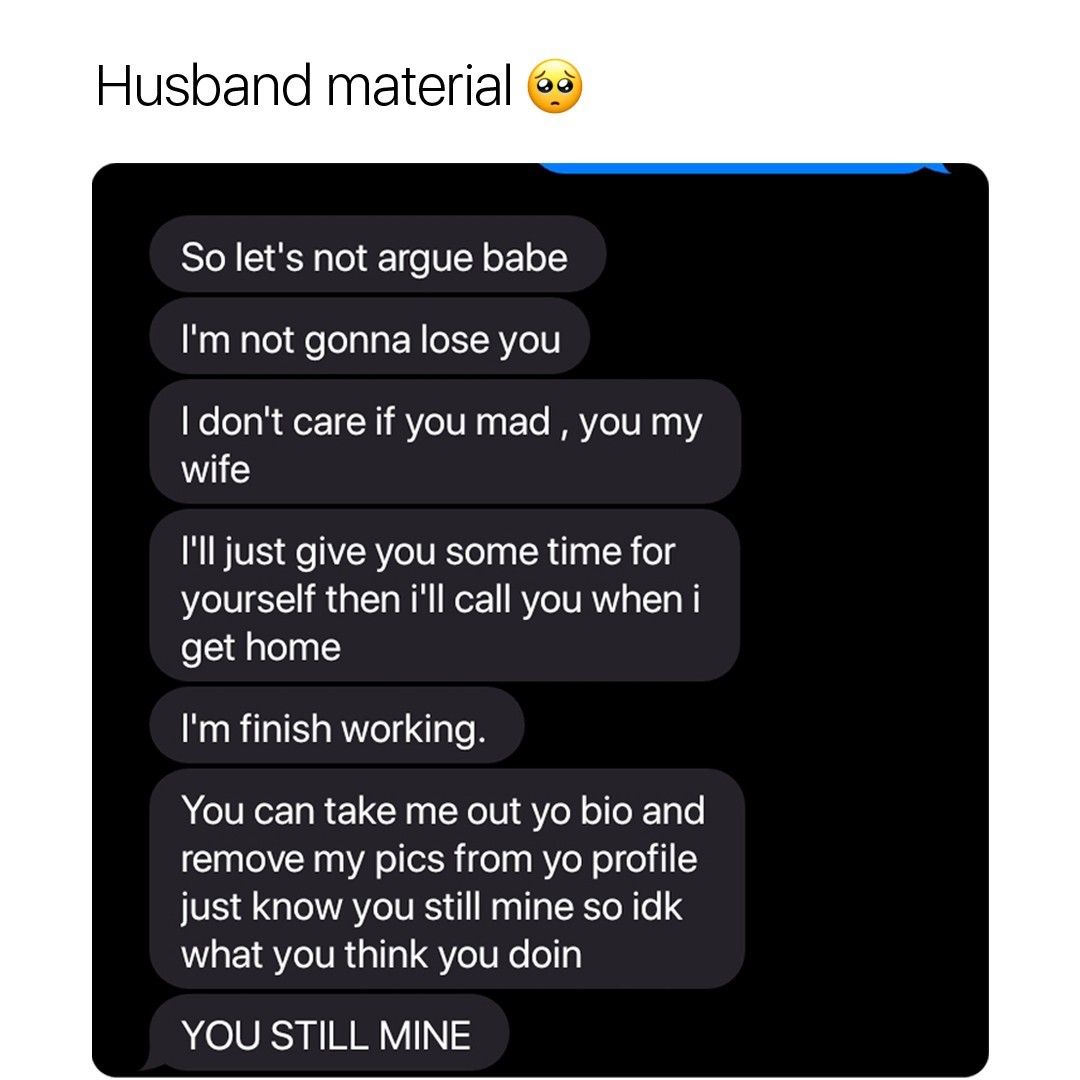 Husband material 🥺
So let's not argue babe
I'm not gonna lose you
I don't care if you mad , you my
wife
I'll just give you some time for
yourself then i'll call you when i
get home
I'm finish working.
You can take me out yo bio and
remove my pics from yo profile
just know you still mine so idk
what you think you doin
YOU STILL MINE